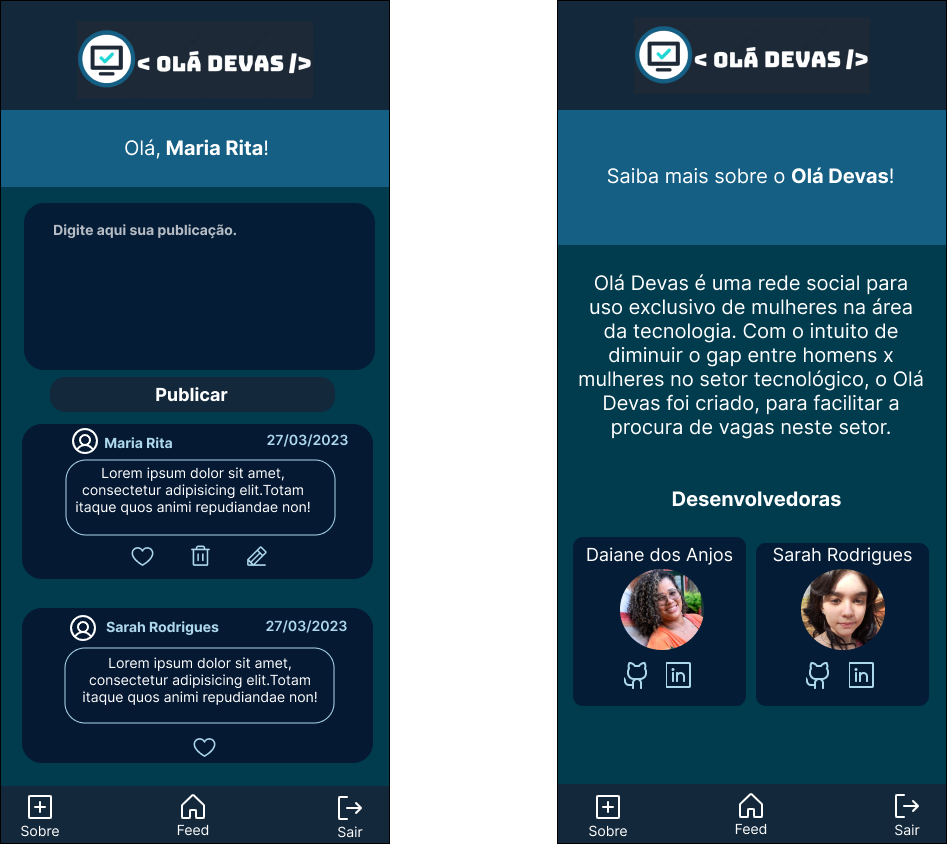 < OLÁ DEVAS />
Olá, Maria Rita!
Digite aqui sua publicação.
Publicar
Maria Rita
27/03/2023
Lorem ipsum dolor sit amet,
consectetur adipisicing elit.Totam
itaque quos animi repudiandae non!
Sarah Rodrigues
27/03/2023
Lorem ipsum dolor sit amet,
consectetur adipisicing elit.Totam
itaque quos animi repudiandae non!
Sobre
Feed
Sair
< OLÁ DEVAS />
Saiba mais sobre o Olá Devas!
Olá Devas é uma rede social para
uso exclusivo de mulheres na área
da tecnologia. Com o intuito de
diminuir o gap entre homens x
mulheres no setor tecnológico, o Olá
Devas foi criado, para facilitar a
procura de vagas neste setor.
Desenvolvedoras
Daiane dos Anjos
in
Sarah Rodrigues
in
Sobre
Feed
Sair